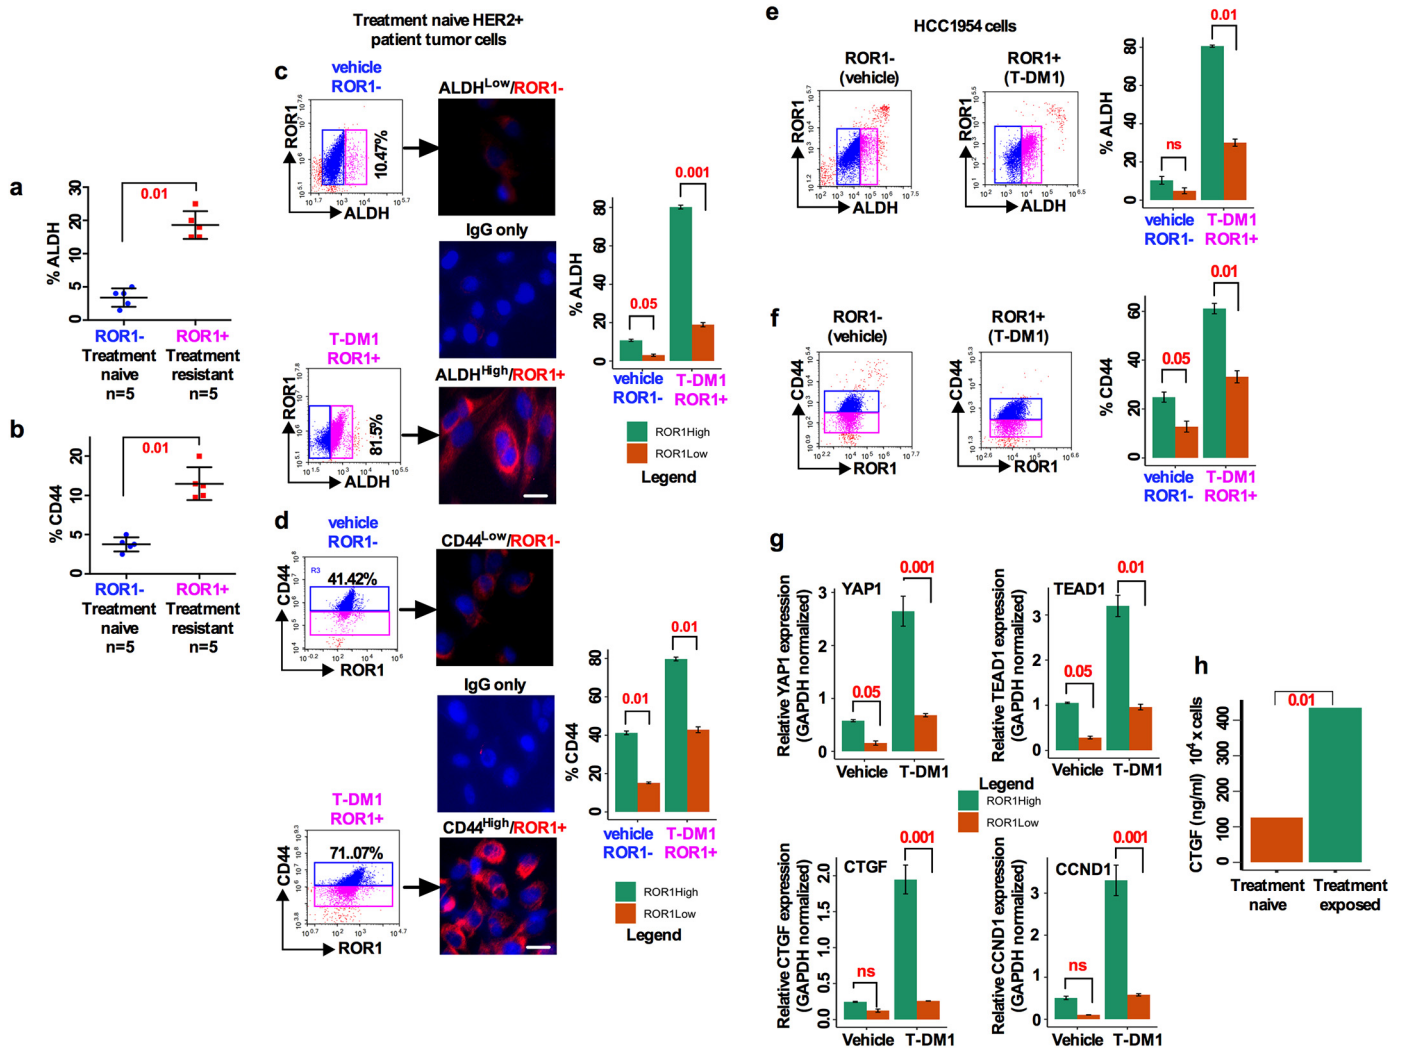 a
30
20
10
5
0
% ALDH
0.01
ROR1-
Treatment
naive
n=5
ROR1+
Treatment
resistant
n=5
b
20
10
5
0
% CD44
0.01
ROR1-
Treatment
naive
n=5
ROR1+
Treatment
resistant
n=5
Treatment naive HER2+
patient tumor cells
c
vehicle
ROR1-
ROR1
10.47%
ALDH
ALDHLow/ROR1-
IgG only
T-DM1
ROR1+
ROR1
81.5%
ALDH
ALDHHigh/ROR1+
80
60
40
20
0
% ALDH
0.05
0.001
vehicle
ROR1-
T-DM1
ROR1+
ROR1High
ROR1Low
Legend
d
vehicle
ROR1-
R3
41.42%
CD44
ROR1
CD44Low/ROR1-
IgG only
T-DM1
ROR1+
71..07%
CD44
ROR1
CD44High/ROR1+
80
60
40
20
0
% CD44
0.01
0.01
vehicle
ROR1-
T-DM1
ROR1+
ROR1High
ROR1Low
Legend
e
HCC1954 cells
ROR1-
(vehicle)
ROR1
ALDH
ROR1+
(T-DM1)
ROR1
ALDH
80
60
40
20
0
% ALDH
ns
0.01
vehicle
ROR1-
T-DM1
ROR1+
f
ROR1-
(vehicle)
CD44
ROR1
ROR1+
(T-DM1)
CD44
ROR1
60
40
20
0
% CD44
0.05
0.01
vehicle
ROR1-
T-DM1
ROR1+
g
Relative YAP1 expression
(GAPDH normalized)
3
2
1
0
YAP1
0.05
0.001
Vehicle T-DM1
Relative TEAD1 expression
(GAPDH normalized)
3
2
1
0
TEAD1
0.05
0.01
Vehicle T-DM1
Legend
ROR1High
ROR1Low
Relative CTGF expression
(GAPDH normalized)
2.0
1.5
1.0
0.5
0.0
CTGF
ns
0.001
Vehicle T-DM1
Relative CCND1 expression
(GAPDH normalized)
3
2
1
0
CCND1
ns
0.001
Vehicle T-DM1
h
CTGF (ng/ml) 104 x cells
400
300
200
100
0
0.01
Treatment
naive
Treatment
exposed